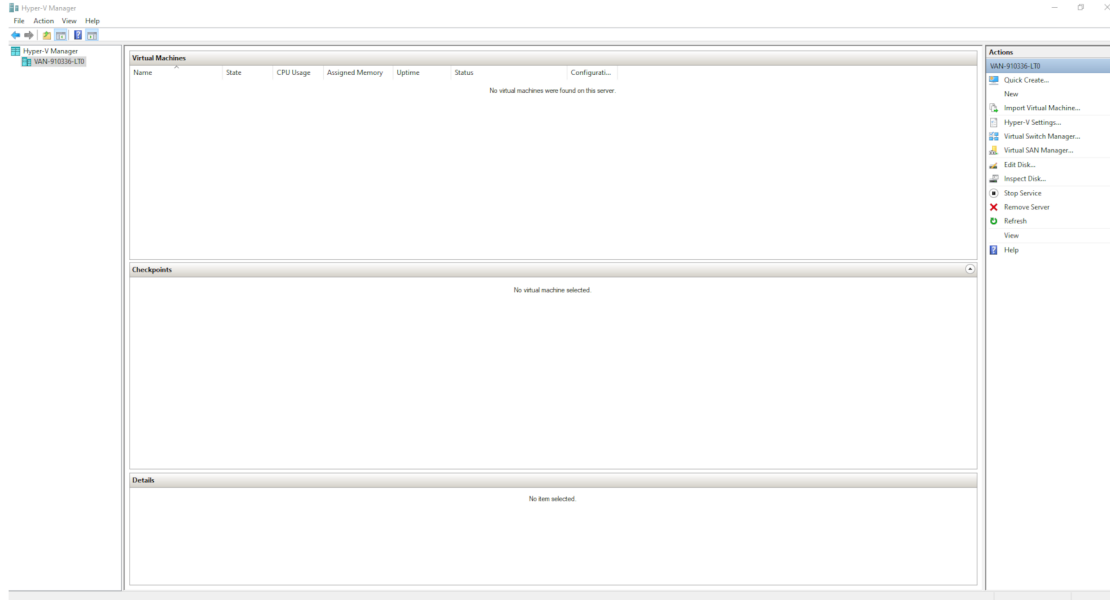 Hyper-V Manager
File Action View Help
Hyper-V Manager
VAN-910336-LT0
Virtual Machines
Name State CPU Usage Assigned Memory Uptime Status Configurati...
No virtual machines were found on this server.
Checkpoints
No virtual machine selected.
Details
No item selected.
Actions
VAN-910336-LT0
Quick Create...
New
Import Virtual Machine...
Hyper-V Settings...
Virtual Switch Manager...
Virtual SAN Manager...
Edit Disk...
Inspect Disk...
Stop Service
Remove Server
Refresh
View
Help